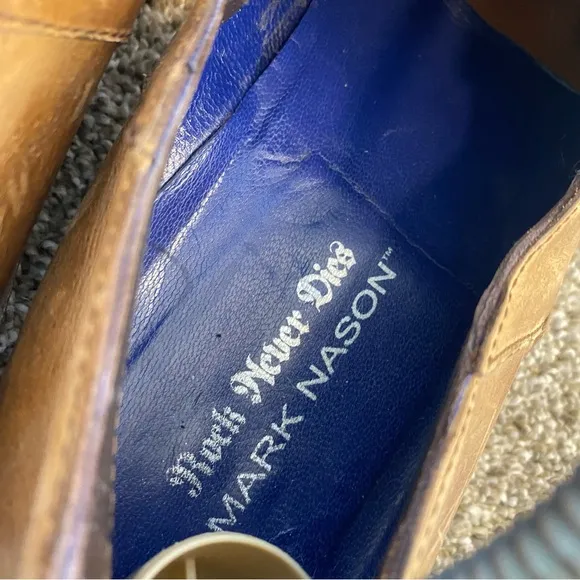 Rock Never Dies
MARK NASON™